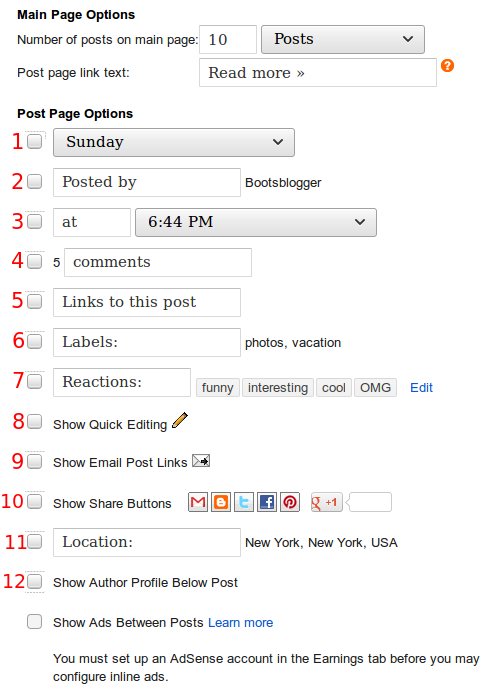 Main Page Options
Number of posts on main page: 10 Posts
Post page link text: Read more » ?
Post Page Options
1 Sunday
2 Posted by Bootsblogger
3 at 6:44 PM
4 5 comments
5 Links to this post
6 Labels: photos, vacation
7 Reactions: funny interesting cool OMG Edit
8 Show Quick Editing
9 Show Email Post Links
10 Show Share Buttons g +1
11 Location: New York, New York, USA
12 Show Author Profile Below Post
Show Ads Between Posts Learn more
You must set up an AdSense account in the Earnings tab before you may
configure inline ads.